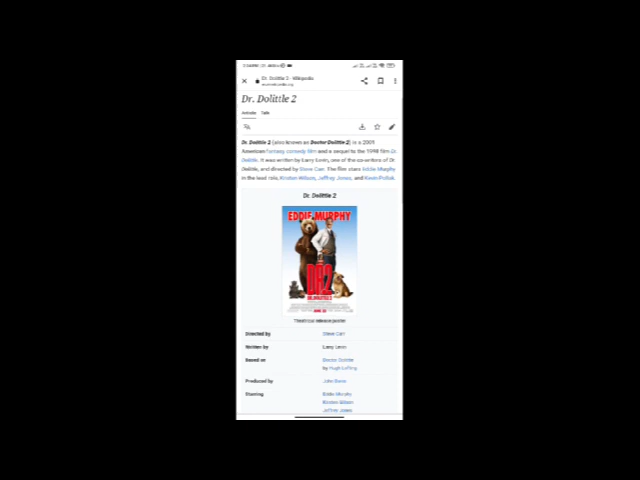 Dr. Dolittle 2 - Wikipedia
Dr. Dolittle 2
Article Talk
Dr. Dolittle 2 (also known as Doctor Dolittle 2) is a 2001
American fantasy comedy film and a sequel to the 1998 film Dr.
Dolittle. It was written by Larry Levin, one of the co-writers of Dr.
Dolittle, and directed by Steve Carr. The film stars Eddie Murphy
in the lead role, Kristen Wilson, Jeffrey Jones, and Kevin Pollak.
Dr. Dolittle 2
EDDIE MURPHY
DR2
DR. DOLITTLE 2
Theatrical release poster
Directed by Steve Carr
Written by Larry Levin
Based on Doctor Dolittle
by Hugh Lofting
Produced by John Davis
Starring Eddie Murphy
Kristen Wilson
Jeffrey Jones